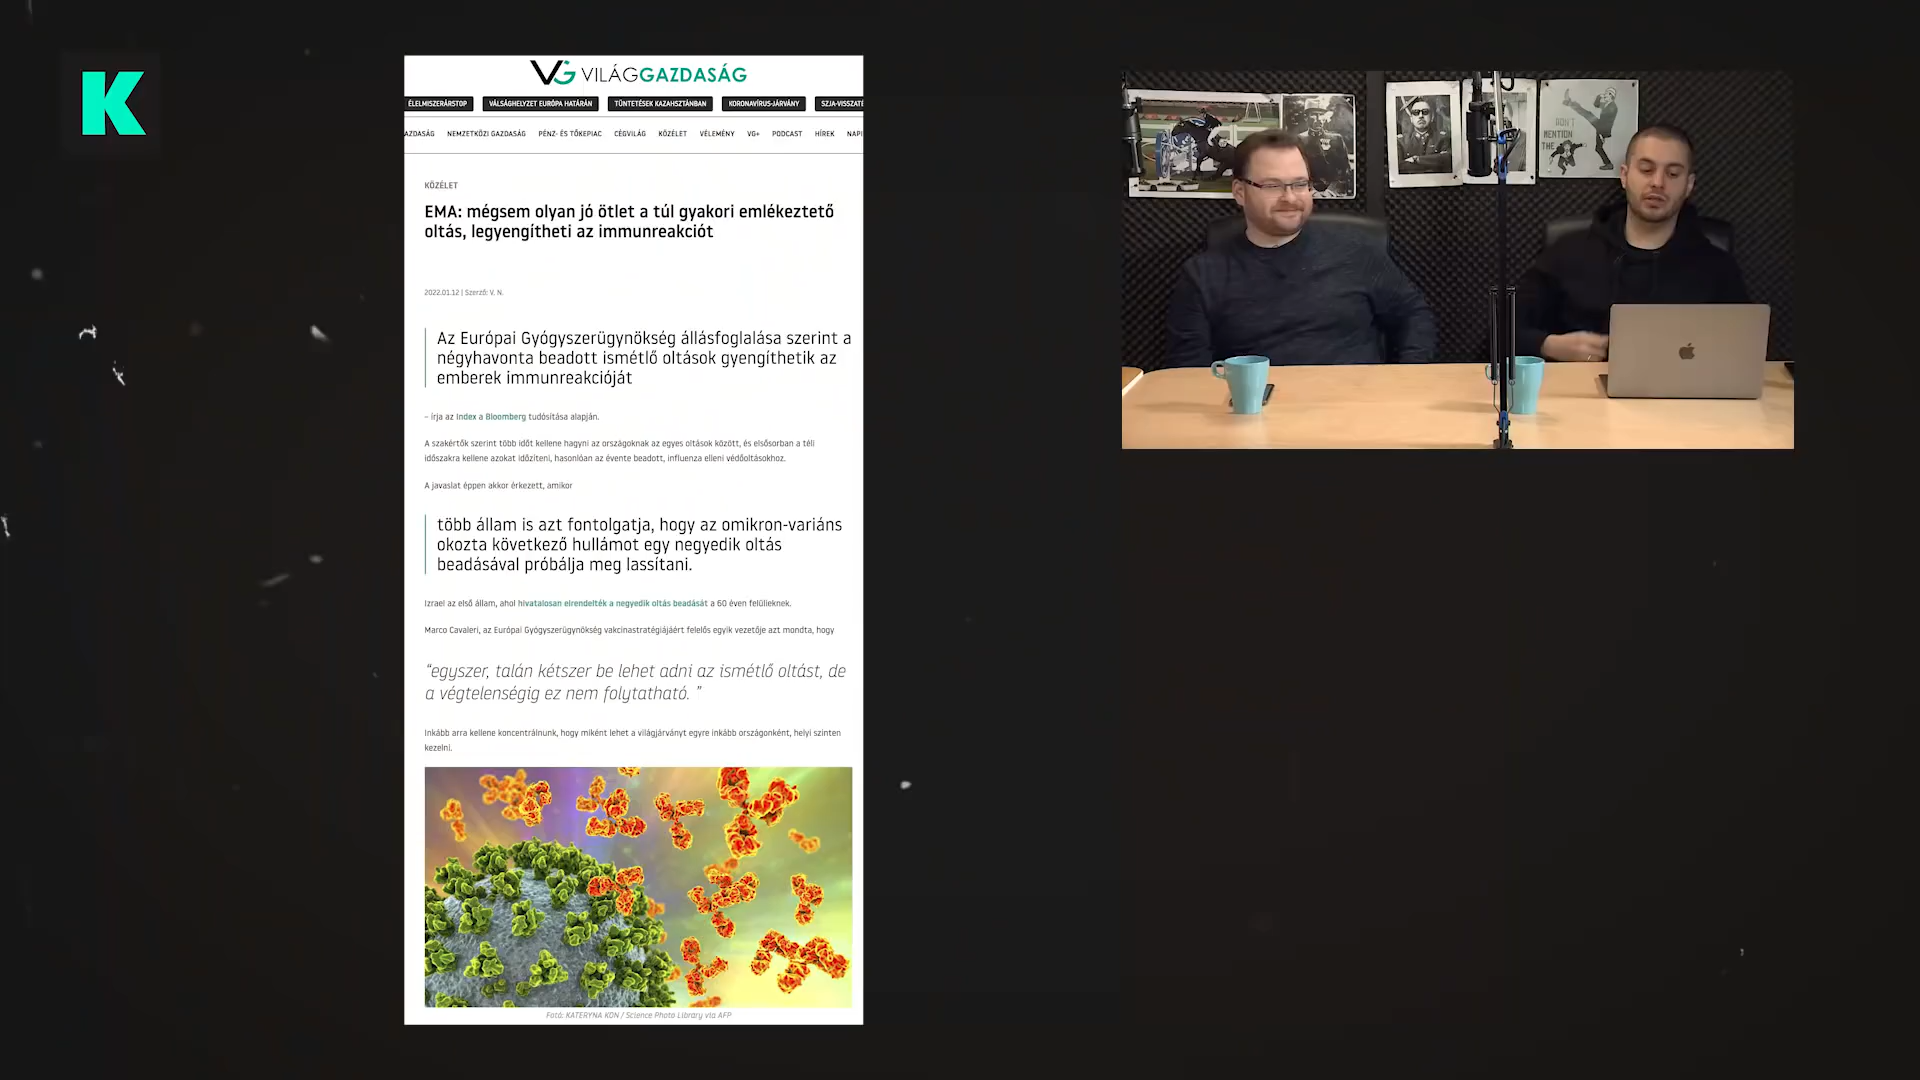 K
VG VILÁGGAZDASÁG
ÉLELMISZERÁRSTOP VÁLSÁGHELYZET EURÓPA HATÁRÁN TÜNTETÉSEK KAZAHSZTÁNBAN KORONAVÍRUS-JÁRVÁNY SZJA-VISSZATÉ
AZDASÁG NEMZETKÖZI GAZDASÁG PÉNZ- ÉS TŐKEPIAC CÉGVILÁG KÖZÉLET VÉLEMÉNY VG+ PODCAST HÍREK NAPI
KÖZÉLET
EMA: mégsem olyan jó ötlet a túl gyakori emlékeztető
oltás, legyengítheti az immunreakciót
2022.01.12 | Szerző: V. N.
Az Európai Gyógyszerügynökség állásfoglalása szerint a
négyhavonta beadott ismétlő oltások gyengíthetik az
emberek immunreakcióját
– írja az Index a Bloomberg tudósítása alapján.
A szakértők szerint több időt kellene hagyni az országoknak az egyes oltások között, és elsősorban a téli
időszakra kellene azokat időzíteni, hasonlóan az évente beadott, influenza elleni védőoltásokhoz.
A javaslat éppen akkor érkezett, amikor
több állam is azt fontolgatja, hogy az omikron-variáns
okozta következő hullámot egy negyedik oltás
beadásával próbálja meg lassítani.
Izrael az első állam, ahol hivatalosan elrendelték a negyedik oltás beadását a 60 éven felülieknek.
Marco Cavaleri, az Európai Gyógyszerügynökség vakcinastratégiájáért felelős egyik vezetője azt mondta, hogy
“egyszer, talán kétszer be lehet adni az ismétlő oltást, de
a végtelenségig ez nem folytatható. ”
Inkább arra kellene koncentrálnunk, hogy miként lehet a világjárványt egyre inkább országonként, helyi szinten
kezelni.
Fotó: KATERYNA KON / Science Photo Library via AFP
DON'T
MENTION
THE